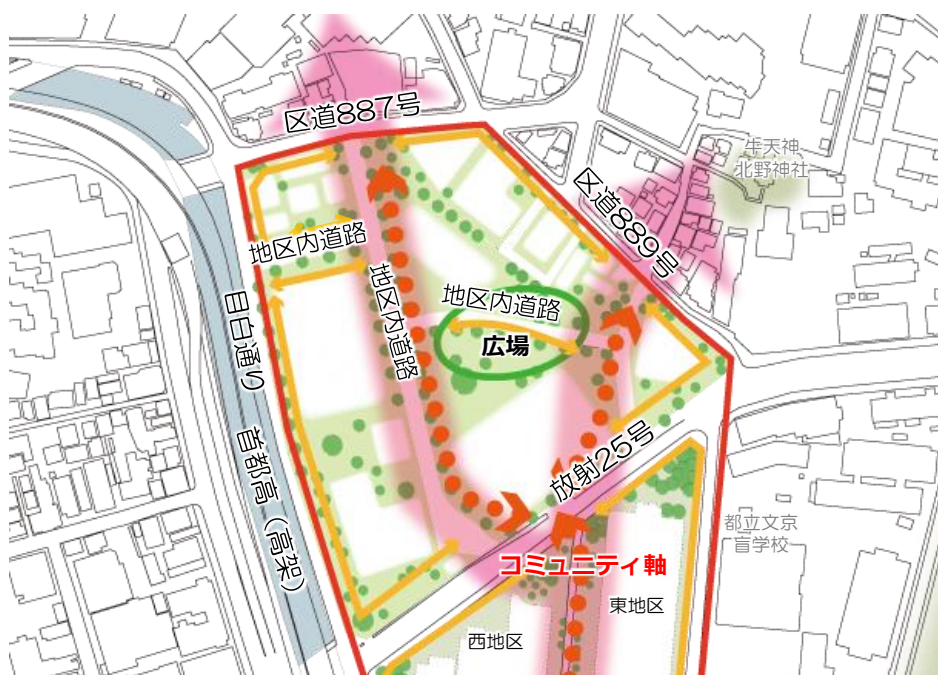 区道887号
牛天神
北野神社
区道889号
地区内道路
地区内道路
地区内道路
広場
目白通り
首都高（高架）
放射25号
都立文京
盲学校
コミュニティ軸
東地区
西地区